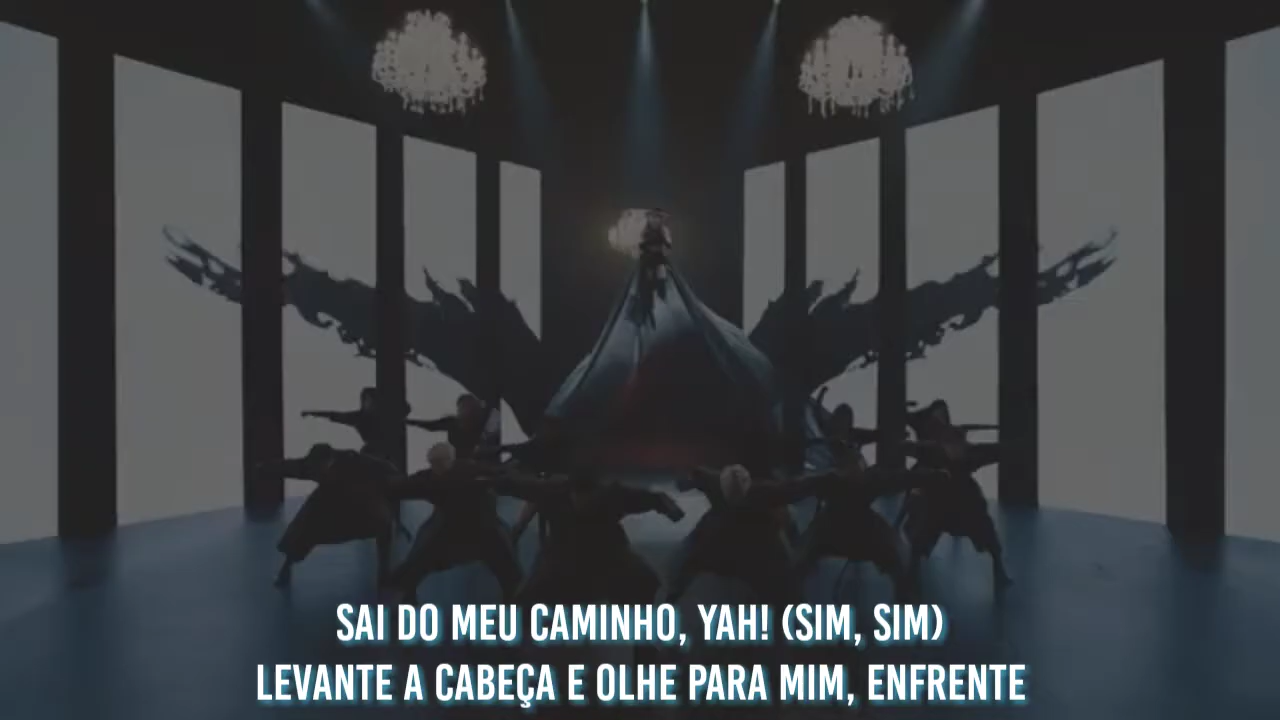 SAI DO MEU CAMINHO, YAH! (SIM, SIM)
LEVANTE A CABEÇA E OLHE PARA MIM, ENFRENTE